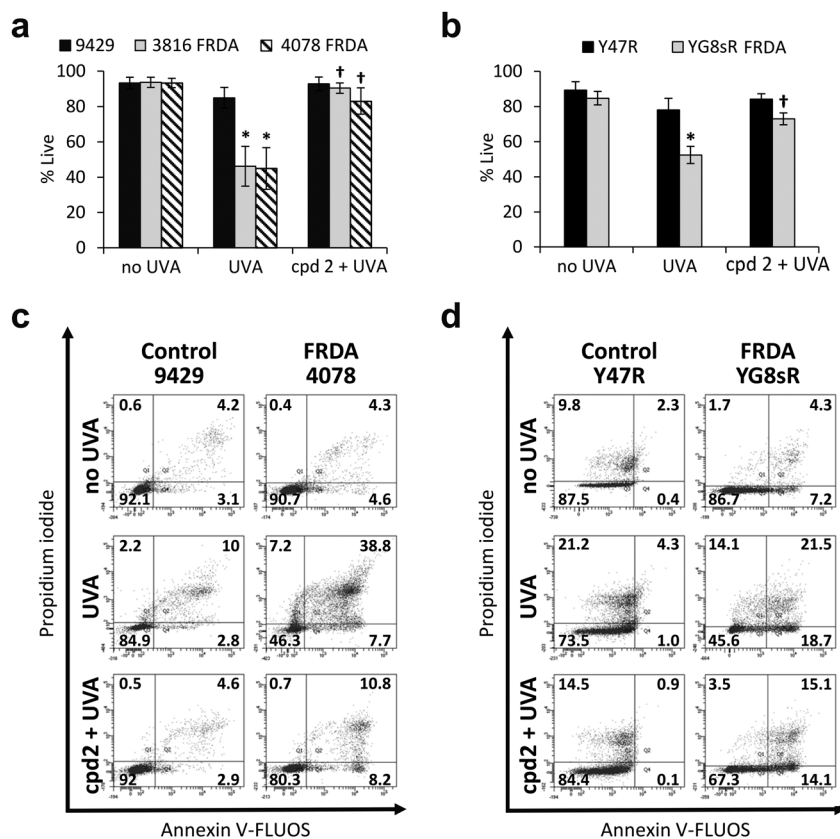 a
9429 3816 FRDA 4078 FRDA
% Live
100
80
60
40
20
0
† †
* *
no UVA UVA cpd 2 + UVA
b
Y47R YG8sR FRDA
% Live
100
80
60
40
20
0
†
*
no UVA UVA cpd 2 + UVA
c
Control FRDA
9429 4078
Propidium iodide
no UVA
0.6 4.2 0.4 4.3
Q1 Q2 Q1 Q2
92.1 3.1 90.7 4.6
UVA
2.2 10 7.2 38.8
84.9 2.8 46.3 7.7
cpd2 + UVA
0.5 4.6 0.7 10.8
92 2.9 80.3 8.2
Annexin V-FLUOS
d
Control FRDA
Y47R YG8sR
Propidium iodide
no UVA
9.8 2.3 1.7 4.3
87.5 0.4 86.7 7.2
UVA
21.2 4.3 14.1 21.5
73.5 1.0 45.6 18.7
cpd2 + UVA
14.5 0.9 3.5 15.1
84.4 0.1 67.3 14.1
Annexin V-FLUOS